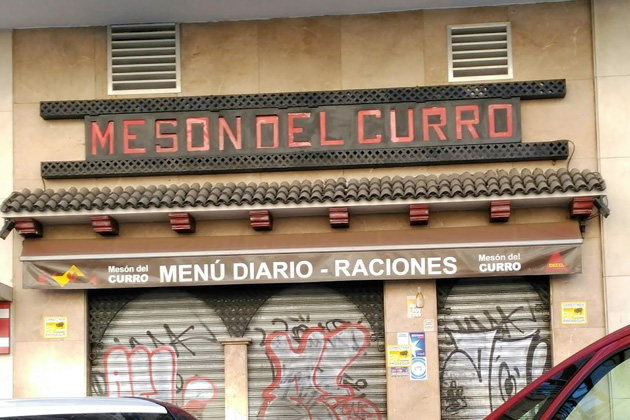 MESON DEL CURRO
Mesón del
CURRO
MENÚ DIARIO - RACIONES
Mesón del
CURRO